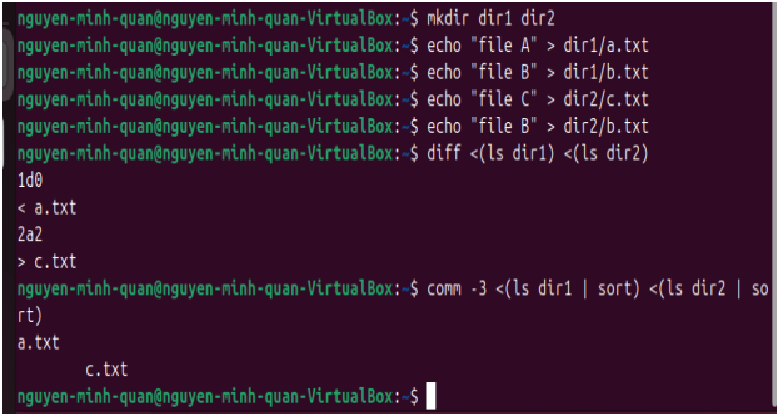 nguyen-minh-quan@nguyen-minh-quan-VirtualBox:~$ mkdir dir1 dir2
nguyen-minh-quan@nguyen-minh-quan-VirtualBox:~$ echo "file A" > dir1/a.txt
nguyen-minh-quan@nguyen-minh-quan-VirtualBox:~$ echo "file B" > dir1/b.txt
nguyen-minh-quan@nguyen-minh-quan-VirtualBox:~$ echo "file C" > dir2/c.txt
nguyen-minh-quan@nguyen-minh-quan-VirtualBox:~$ echo "file B" > dir2/b.txt
nguyen-minh-quan@nguyen-minh-quan-VirtualBox:~$ diff <(ls dir1) <(ls dir2)
1d0
< a.txt
2a2
> c.txt
nguyen-minh-quan@nguyen-minh-quan-VirtualBox:~$ comm -3 <(ls dir1 | sort) <(ls dir2 | so
rt)
a.txt
        c.txt
nguyen-minh-quan@nguyen-minh-quan-VirtualBox:~$